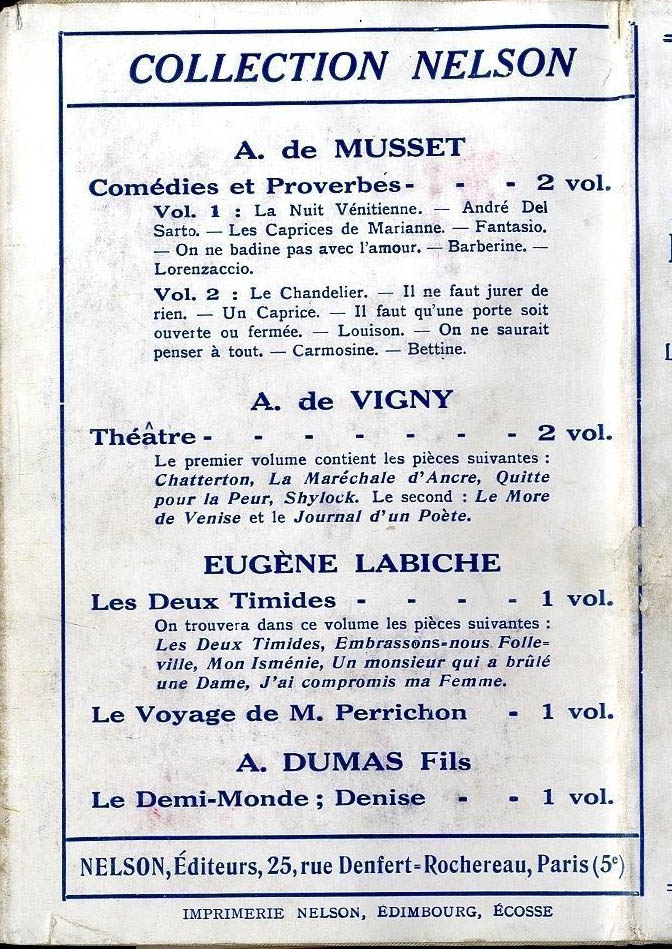 COLLECTION NELSON
A. de MUSSET
Comédies et Proverbes - - - 2 vol.
Vol. 1 : La Nuit Vénitienne. — André Del
Sarto. — Les Caprices de Marianne. — Fantasio.
— On ne badine pas avec l'amour. — Barberine. —
Lorenzaccio.
Vol. 2 : Le Chandelier. — Il ne faut jurer de
rien. — Un Caprice. — Il faut qu'une porte soit
ouverte ou fermée. — Louison. — On ne saurait
penser à tout. — Carmosine. — Bettine.
A. de VIGNY
Théâtre - - - - - - - 2 vol.
Le premier volume contient les pièces suivantes :
Chatterton, La Maréchale d'Ancre, Quitte
pour la Peur, Shylock. Le second : Le More
de Venise et le Journal d'un Poète.
EUGÈNE LABICHE
Les Deux Timides - - - - 1 vol.
On trouvera dans ce volume les pièces suivantes :
Les Deux Timides, Embrassons-nous Folle-
ville, Mon Isménie, Un monsieur qui a brûlé
une Dame, J'ai compromis ma Femme.
Le Voyage de M. Perrichon - 1 vol.
A. DUMAS Fils
Le Demi-Monde ; Denise - - 1 vol.
NELSON, Éditeurs, 25, rue Denfert-Rochereau, Paris (5e)
IMPRIMERIE NELSON, ÉDIMBOURG, ÉCOSSE